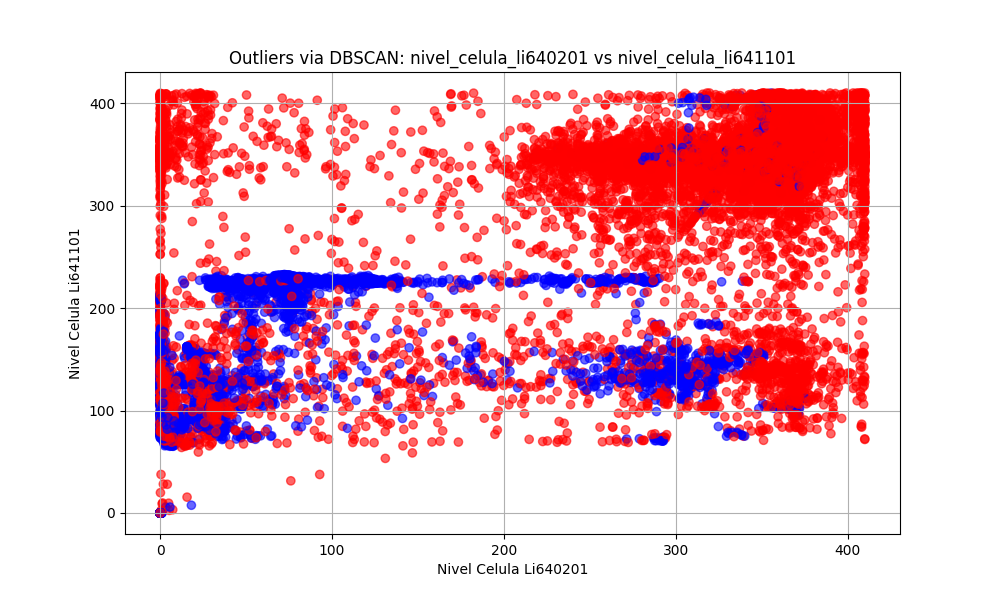 Outliers via DBSCAN: nivel_celula_li640201 vs nivel_celula_li641101
400
300
200
100
0
Nivel Celula Li641101
0 100 200 300 400
Nivel Celula Li640201